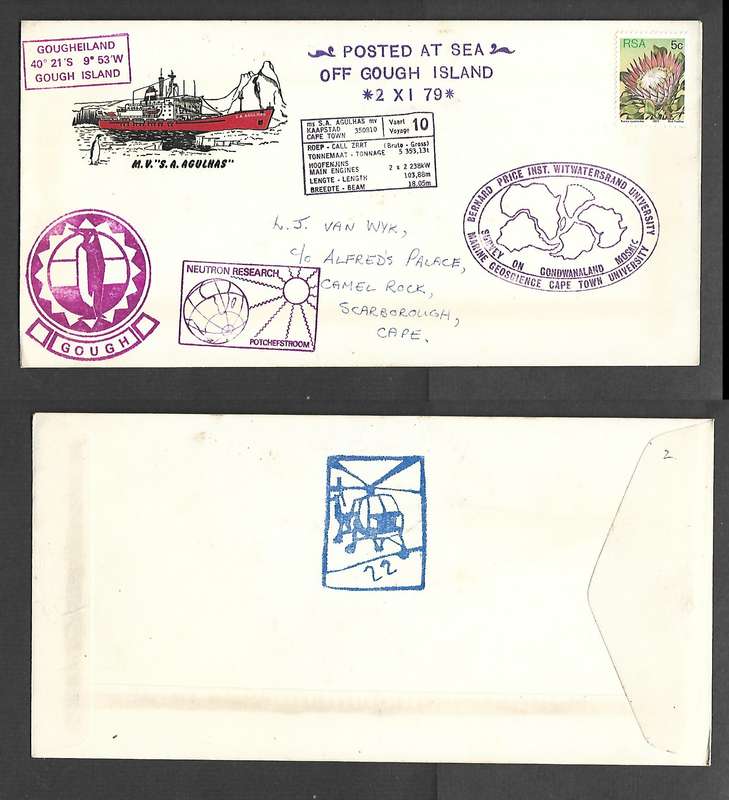 GOUGHEILAND
40° 21'S 9° 53'W
GOUGH ISLAND
POSTED AT SEA
OFF GOUGH ISLAND
*2 XI 79*
RSA 5c
S.A. AGULHAS
M.V."S.A. AGULHAS"
ms S.A. AGULHAS mv
KAAPSTAD 350810
CAPE TOWN
Vaart
Voyage 10
ROEP - CALL ZRRT (Bruto - Gross)
TONNEMAAT - TONNAGE 5 353,13t
HOOFENJINS
MAIN ENGINES 2 x 2 238kW
LENGTE - LENGTH 103,88m
BREEDTE - BEAM 18,05m
BERNARD PRICE INST. WITWATERSRAND UNIVERSITY
SURVEY ON GONDWANALAND MOSAIC
MARINE GEOSCIENCE CAPE TOWN UNIVERSITY
L.J. VAN WYK,
c/o ALFRED'S PALACE,
CAMEL ROCK,
SCARBOROUGH,
CAPE.
GOUGH
NEUTRON RESEARCH
POTCHEFSTROOM
2
22